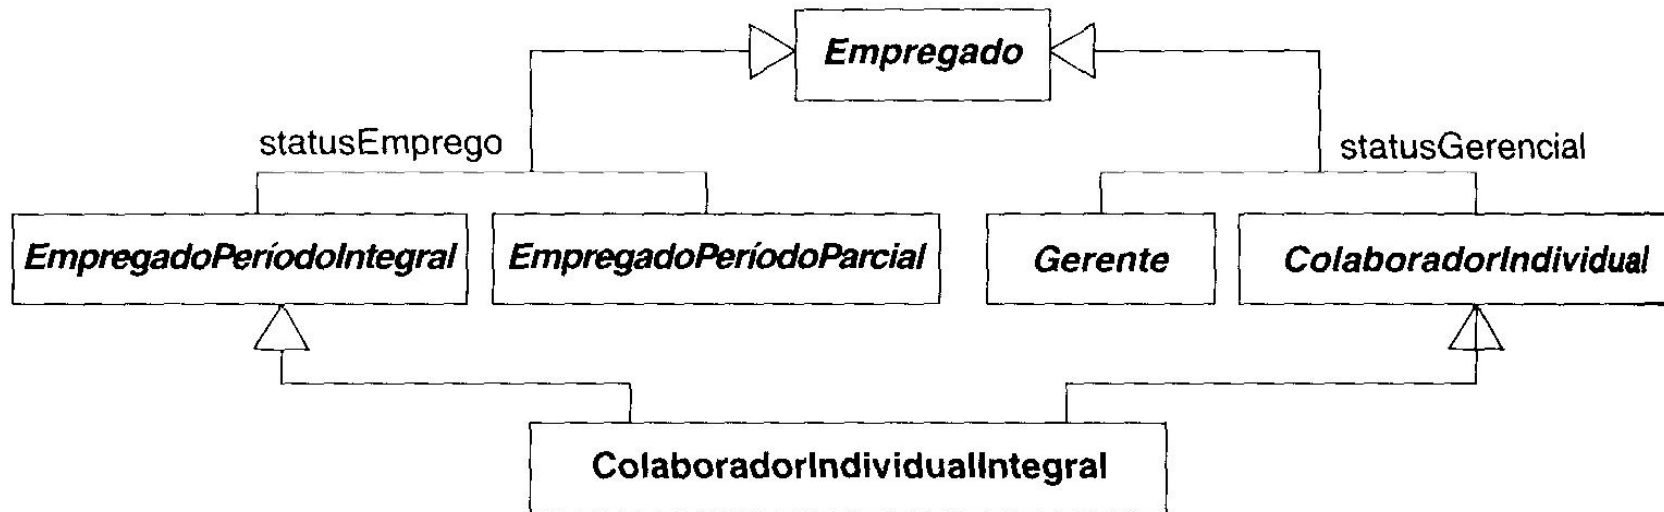 Empregado
statusEmprego
statusGerencial
EmpregadoPeríodoIntegral
EmpregadoPeríodoParcial
Gerente
ColaboradorIndividual
ColaboradorIndividualIntegral